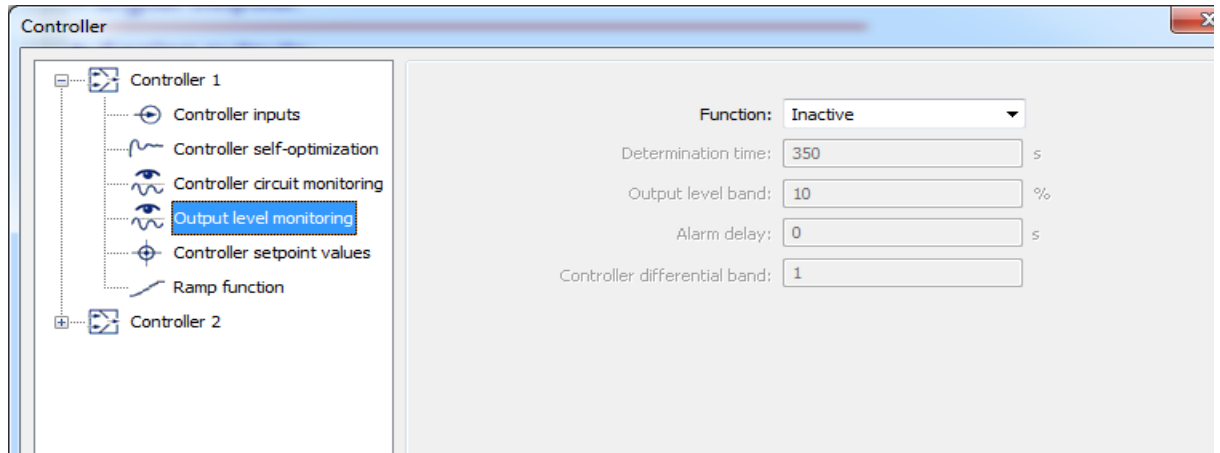 Controller
Controller 1
Controller inputs
Controller self-optimization
Controller circuit monitoring
Output level monitoring
Controller setpoint values
Ramp function
Controller 2
Function: Inactive
Determination time: 350 s
Output level band: 10 %
Alarm delay: 0 s
Controller differential band: 1